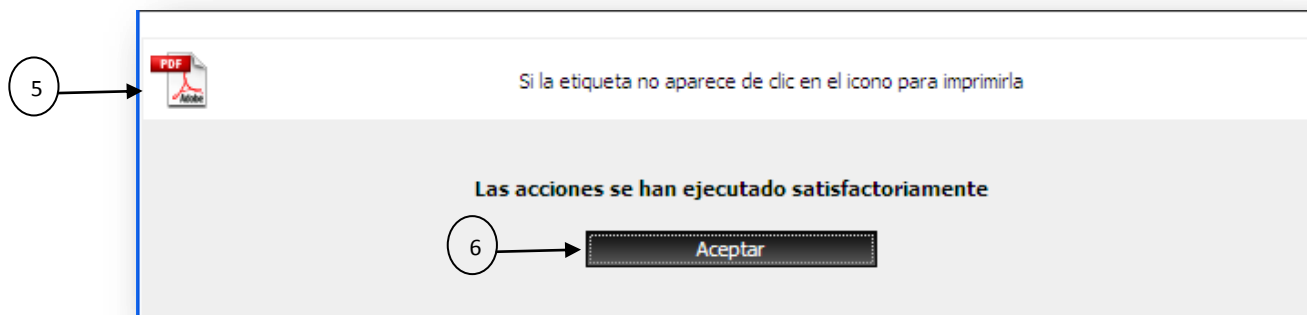 5
PDF
Adobe
Si la etiqueta no aparece de clic en el icono para imprimirla
Las acciones se han ejecutado satisfactoriamente
6
Aceptar